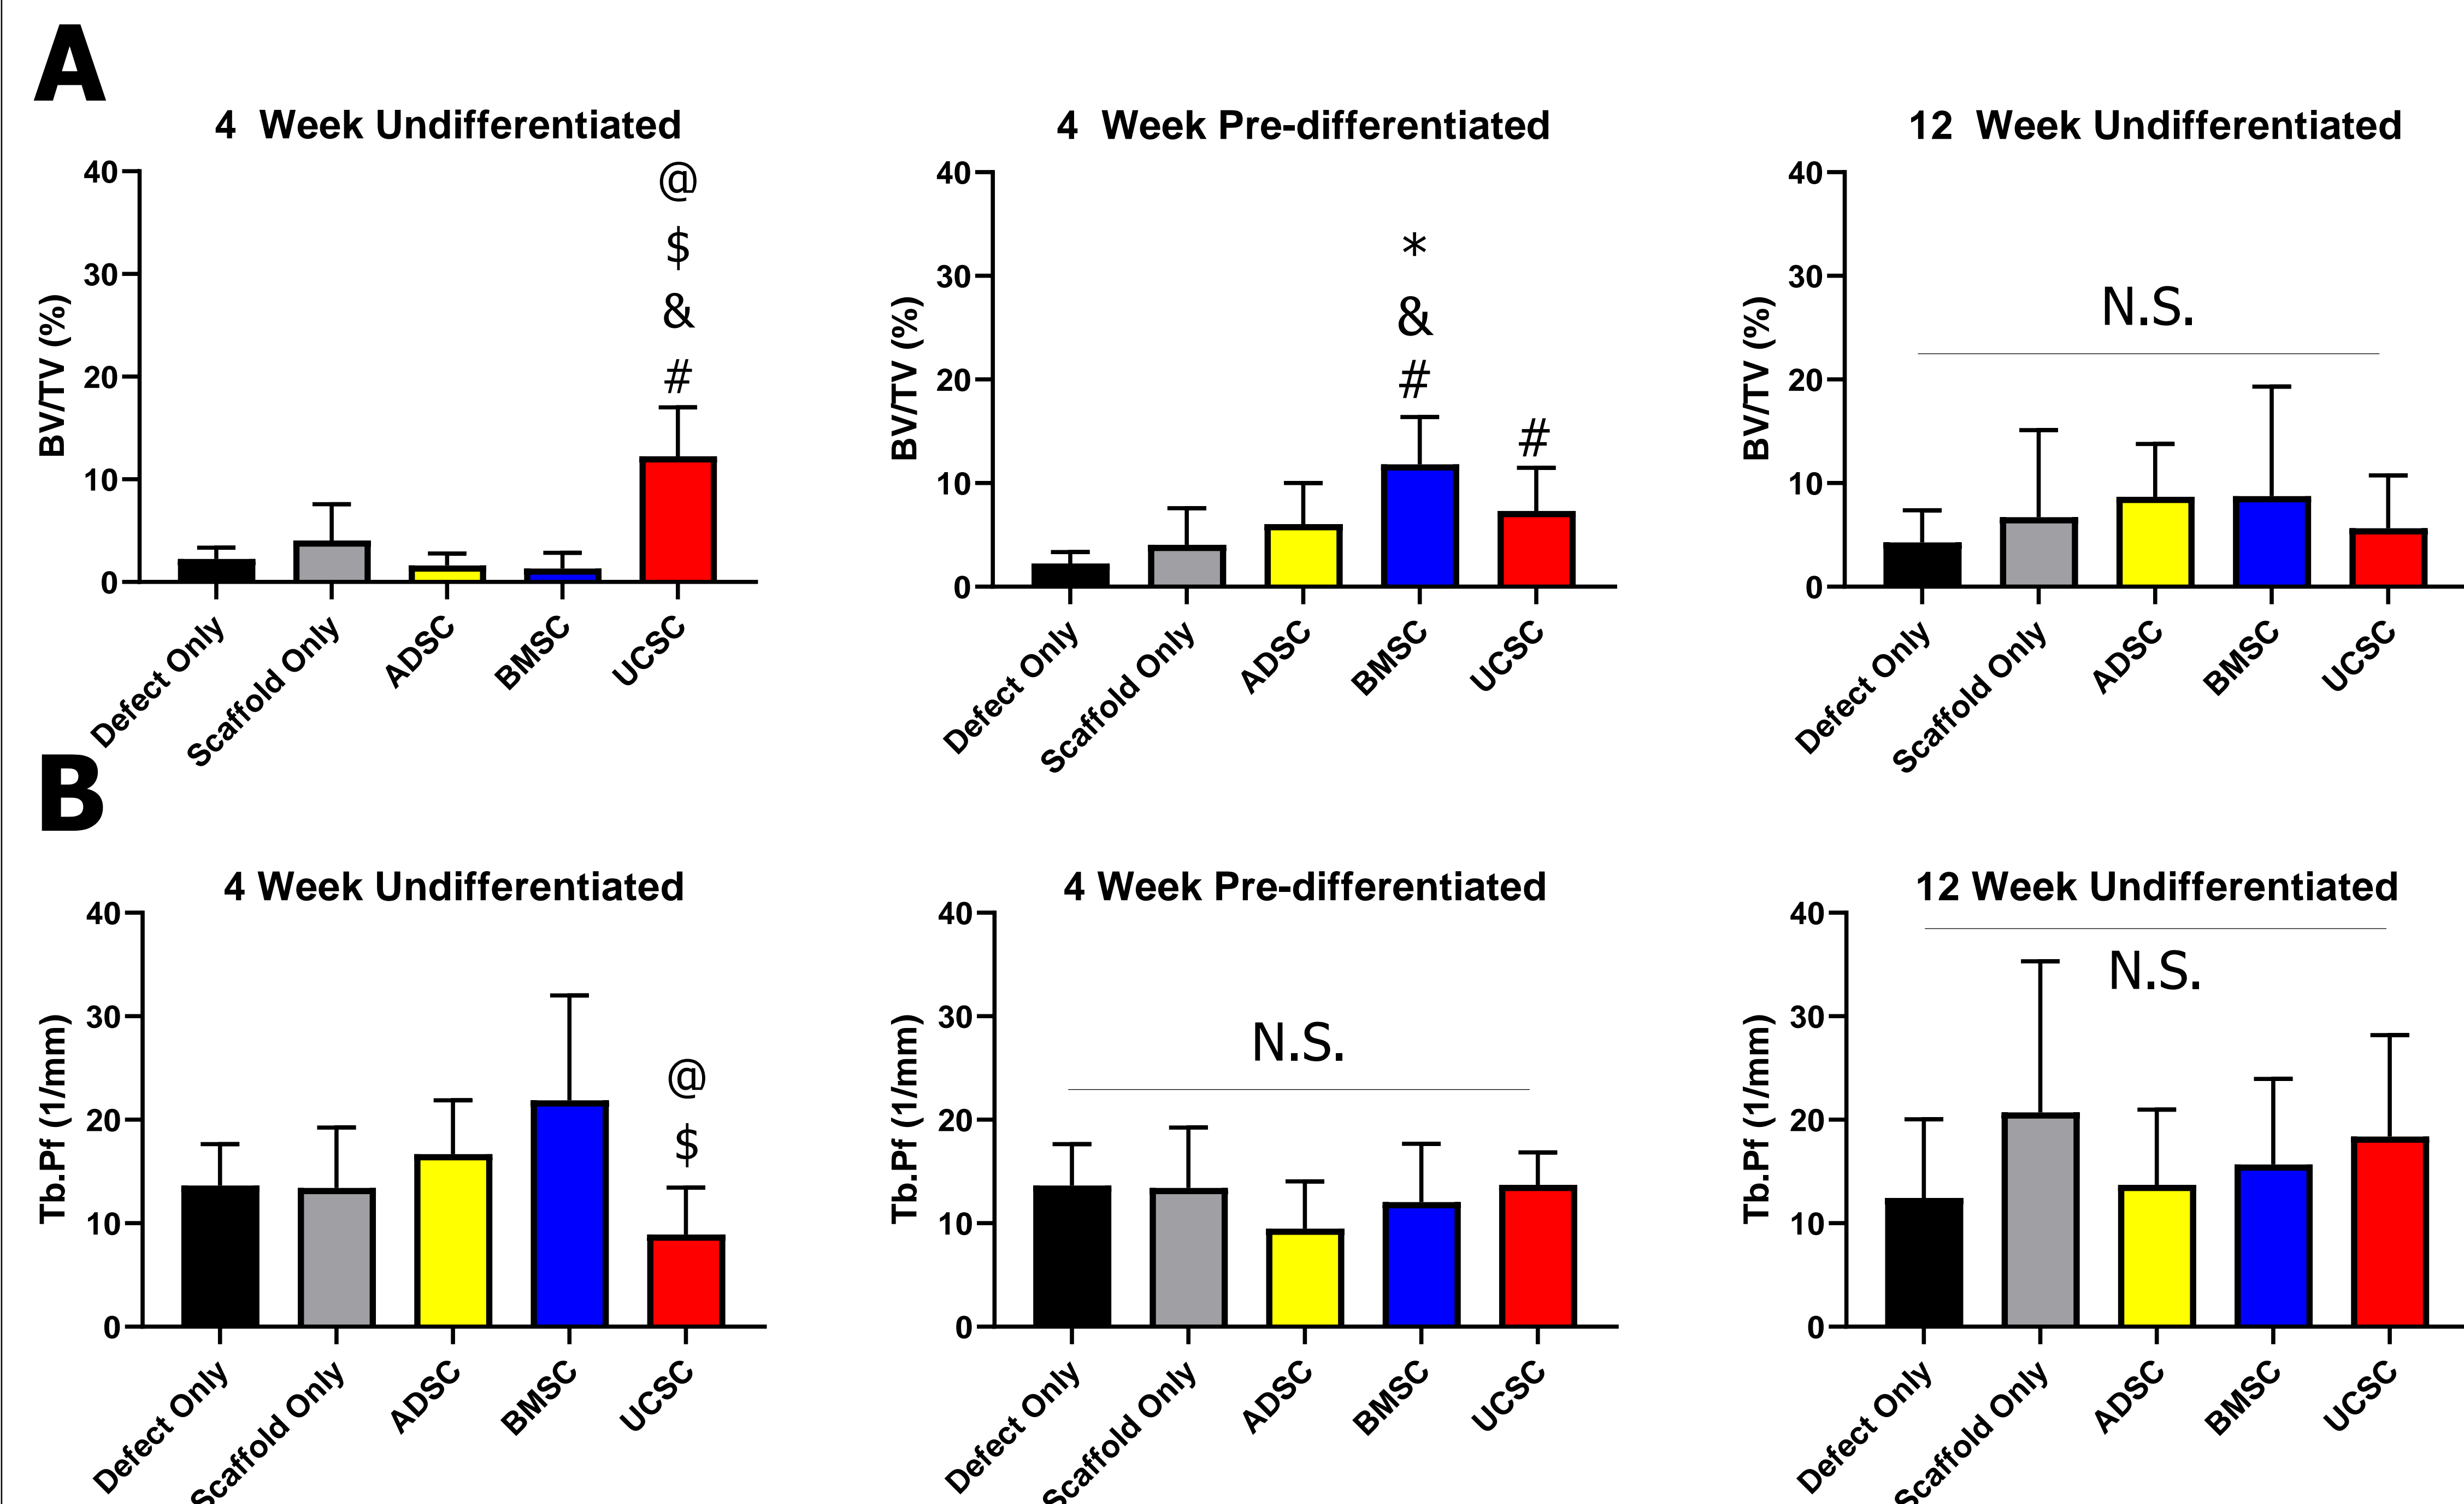 A
4 Week Undifferentiated
BV/TV (%)
40
30
20
10
0
@
$
&
#
Defect Only
Scaffold Only
ADSC
BMSC
UCSC
4 Week Pre-differentiated
BV/TV (%)
40
30
20
10
0
*
&
#
#
Defect Only
Scaffold Only
ADSC
BMSC
UCSC
12 Week Undifferentiated
BV/TV (%)
40
30
20
10
0
N.S.
Defect Only
Scaffold Only
ADSC
BMSC
UCSC
B
4 Week Undifferentiated
Tb.Pf (1/mm)
40
30
20
10
0
@
$
Defect Only
Scaffold Only
ADSC
BMSC
UCSC
4 Week Pre-differentiated
Tb.Pf (1/mm)
40
30
20
10
0
N.S.
Defect Only
Scaffold Only
ADSC
BMSC
UCSC
12 Week Undifferentiated
Tb.Pf (1/mm)
40
30
20
10
0
N.S.
Defect Only
Scaffold Only
ADSC
BMSC
UCSC